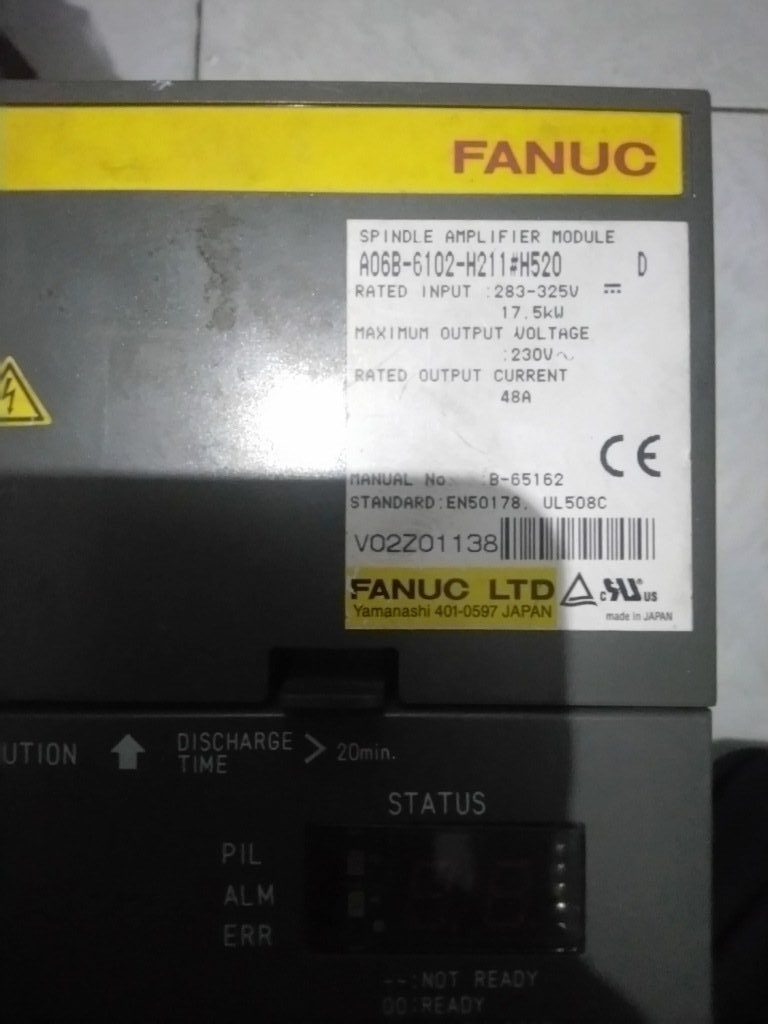 FANUC
SPINDLE AMPLIFIER MODULE
A06B-6102-H211#H520 D
RATED INPUT :283-325V ⎓
17.5kW
MAXIMUM OUTPUT VOLTAGE
:230V~
RATED OUTPUT CURRENT
48A
CE
MANUAL No. :B-65162
STANDARD:EN50178, UL508C
V02Z01138
FANUC LTD
Yamanashi 401-0597 JAPAN
c US
made in JAPAN
UTION
DISCHARGE TIME > 20min.
STATUS
PIL
ALM
ERR
--:NOT READY
00:READY